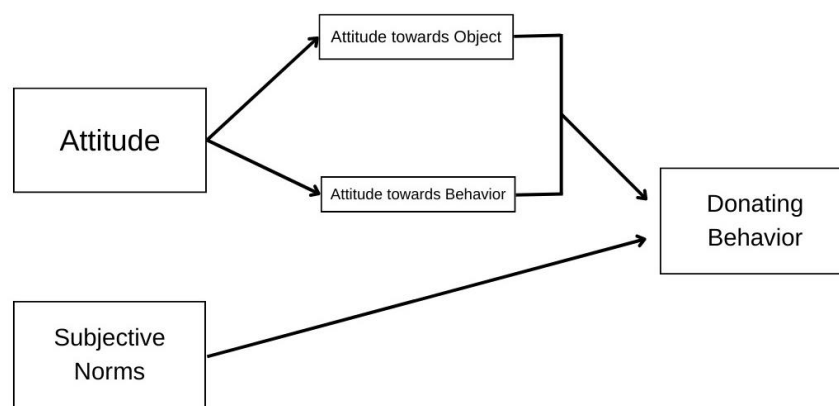 Attitude towards Object
Attitude
Attitude towards Behavior
Donating
Behavior
Subjective
Norms